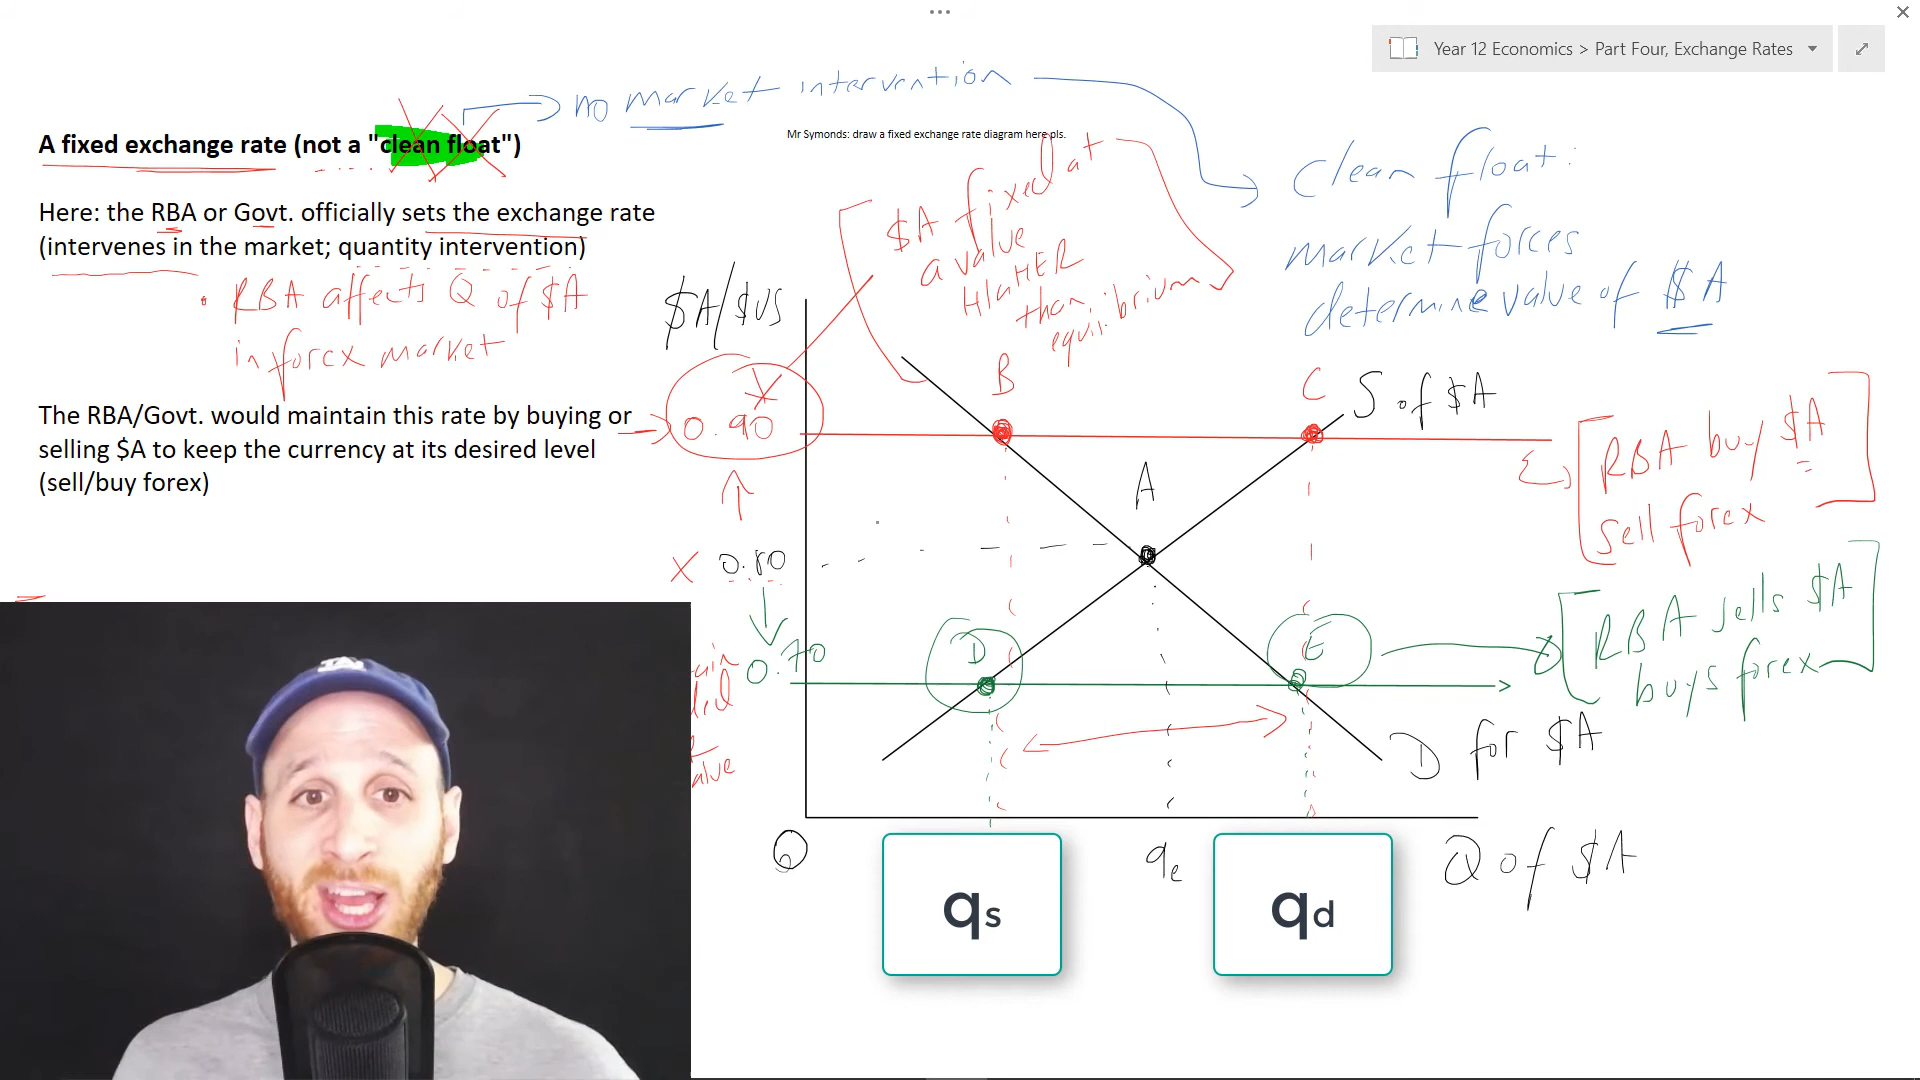 Year 12 Economics > Part Four, Exchange Rates
no market intervention
A fixed exchange rate (not a "clean float")
Mr Symonds: draw a fixed exchange rate diagram here pls.
Here: the RBA or Govt. officially sets the exchange rate
(intervenes in the market; quantity intervention)
• RBA affects Q of $A
in forex market
The RBA/Govt. would maintain this rate by buying or
selling $A to keep the currency at its desired level
(sell/buy forex)
$A fixed at
a value
HIGHER
than
equilibrium
Clean float:
market forces
determine value of $A
$A/$US
B
C
S of $A
0.90
A
RBA buy $A
sell forex
x 0.80
RBA sells $A
buys forex
D
E
0.70
D for $A
qs
qe
qd
Q of $A